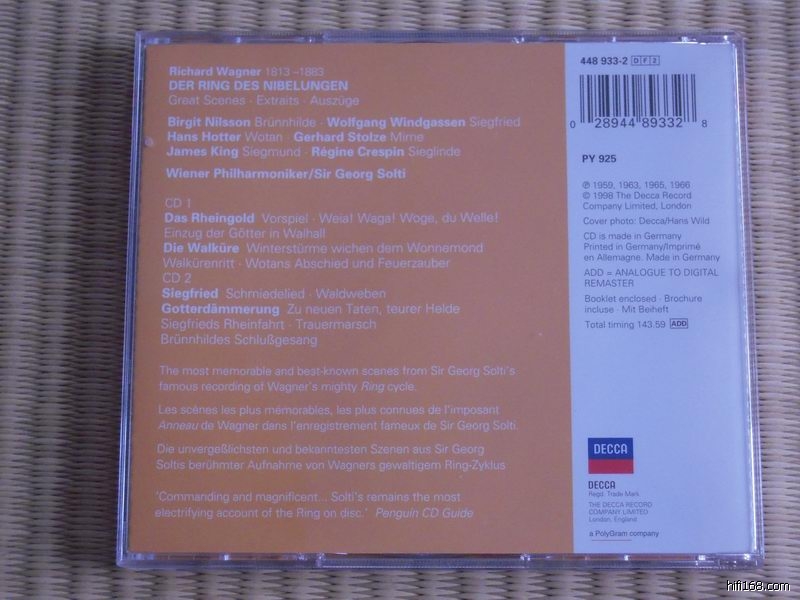 Richard Wagner 1813–1883
DER RING DES NIBELUNGEN
Great Scenes · Extraits · Auszüge
Birgit Nilsson Brünnhilde · Wolfgang Windgassen Siegfried
Hans Hotter Wotan · Gerhard Stolze Mime
James King Siegmund · Régine Crespin Sieglinde
Wiener Philharmoniker/Sir Georg Solti
CD 1
Das Rheingold Vorspiel · Weia! Waga! Woge, du Welle!
Einzug der Götter in Walhall
Die Walküre Winterstürme wichen dem Wonnemond
Walkürenritt · Wotans Abschied und Feuerzauber
CD 2
Siegfried Schmiedelied · Waldweben
Gotterdämmerung Zu neuen Taten, teurer Helde
Siegfrieds Rheinfahrt · Trauermarsch
Brünnhildes Schlußgesang
The most memorable and best-known scenes from Sir Georg Solti's
famous recording of Wagner's mighty Ring cycle.
Les scènes les plus mémorables, les plus connues de l'imposant
Anneau de Wagner dans l'enregistrement fameux de Sir Georg Solti.
Die unvergeßlichsten und bekanntesten Szenen aus Sir Georg
Soltis berühmter Aufnahme von Wagners gewaltigem Ring-Zyklus
'Commanding and magnificent... Solti's remains the most
electrifying account of the Ring on disc.' Penguin CD Guide
448 933-2 D F 2
0 28944 89332 8
PY 925
℗ 1959, 1963, 1965, 1966
© 1998 The Decca Record
Company Limited, London
Cover photo: Decca/Hans Wild
CD is made in Germany
Printed in Germany/Imprimé
en Allemagne. Made in Germany
ADD = ANALOGUE TO DIGITAL
REMASTER
Booklet enclosed · Brochure
incluse · Mit Beiheft
Total timing 143.59 ADD
DECCA
DECCA
Regd. Trade Mark
THE DECCA RECORD
COMPANY LIMITED
London, England
a PolyGram company
hifi168.com